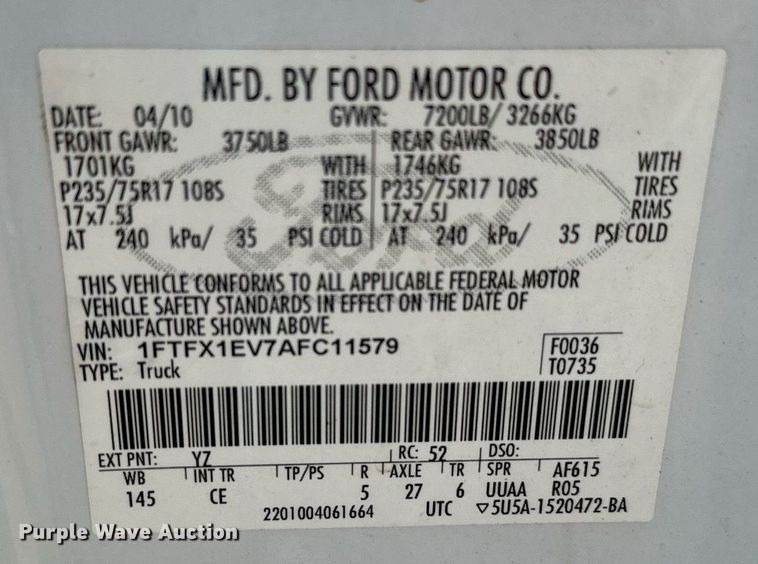 MFD. BY FORD MOTOR CO.
DATE: 04/10 GVWR: 7200LB/ 3266KG
FRONT GAWR: 3750LB REAR GAWR: 3850LB
1701KG WITH 1746KG WITH
P235/75R17 108S TIRES P235/75R17 108S TIRES
17x7.5J RIMS 17x7.5J RIMS
AT 240 kPa/ 35 PSI COLD AT 240 kPa/ 35 PSI COLD
THIS VEHICLE CONFORMS TO ALL APPLICABLE FEDERAL MOTOR
VEHICLE SAFETY STANDARDS IN EFFECT ON THE DATE OF
MANUFACTURE SHOWN ABOVE.
VIN: 1FTFX1EV7AFC11579 F0036
TYPE: Truck T0735
EXT PNT: YZ RC: 52 DSO:
WB INT TR TP/PS R AXLE TR SPR AF615
145 CE 5 27 6 UUAA R05
2201004061664 UTC ▽5U5A-1520472-BA
Purple Wave Auction